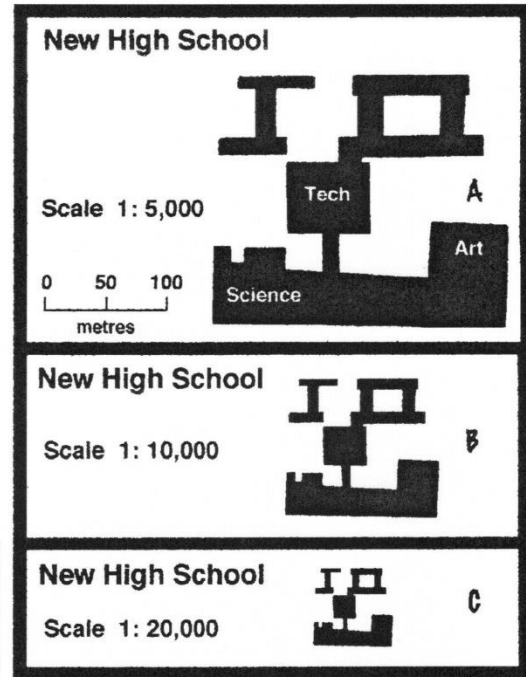 New High School
Tech
A
Scale 1: 5,000
Art
0 50 100
Science
metres
New High School
B
Scale 1: 10,000
New High School
C
Scale 1: 20,000